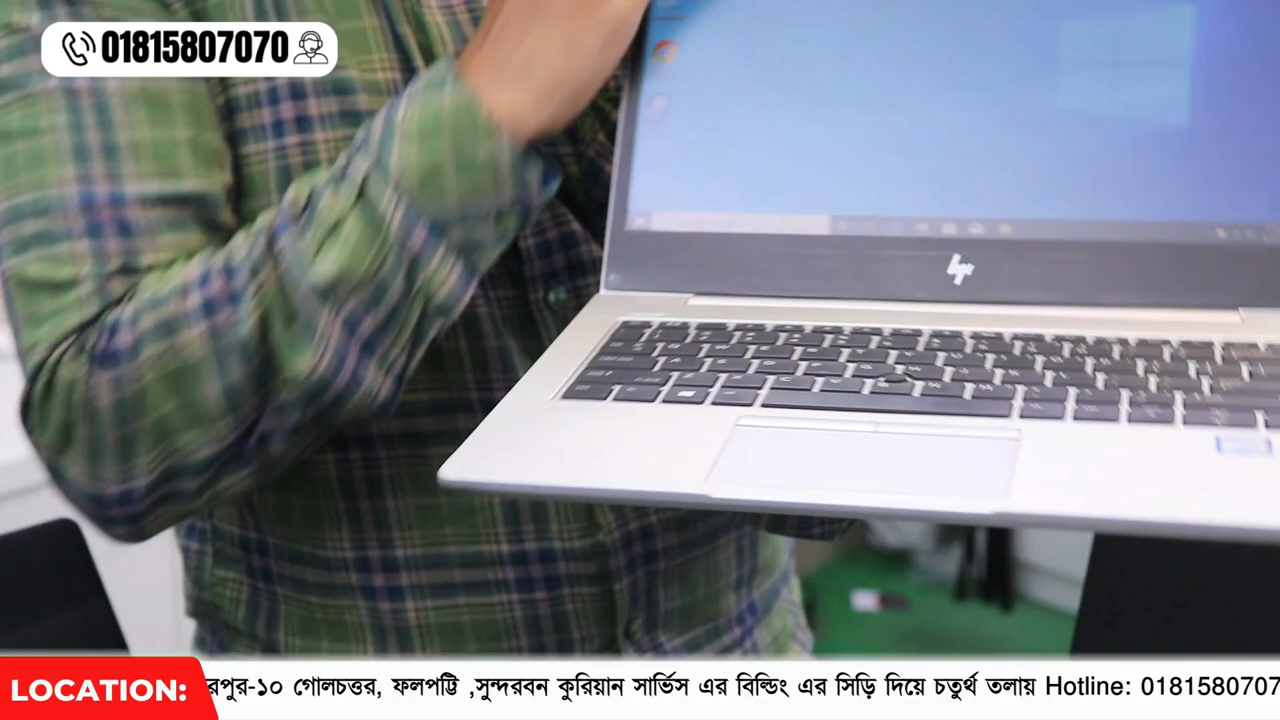 01815807070
hp
LOCATION: রপুর-১০ গোলচত্তর, ফলপট্টি ,সুন্দরবন কুরিয়ান সার্ভিস এর বিল্ডিং এর সিড়ি দিয়ে চতুর্থ তলায় Hotline: 0181580707